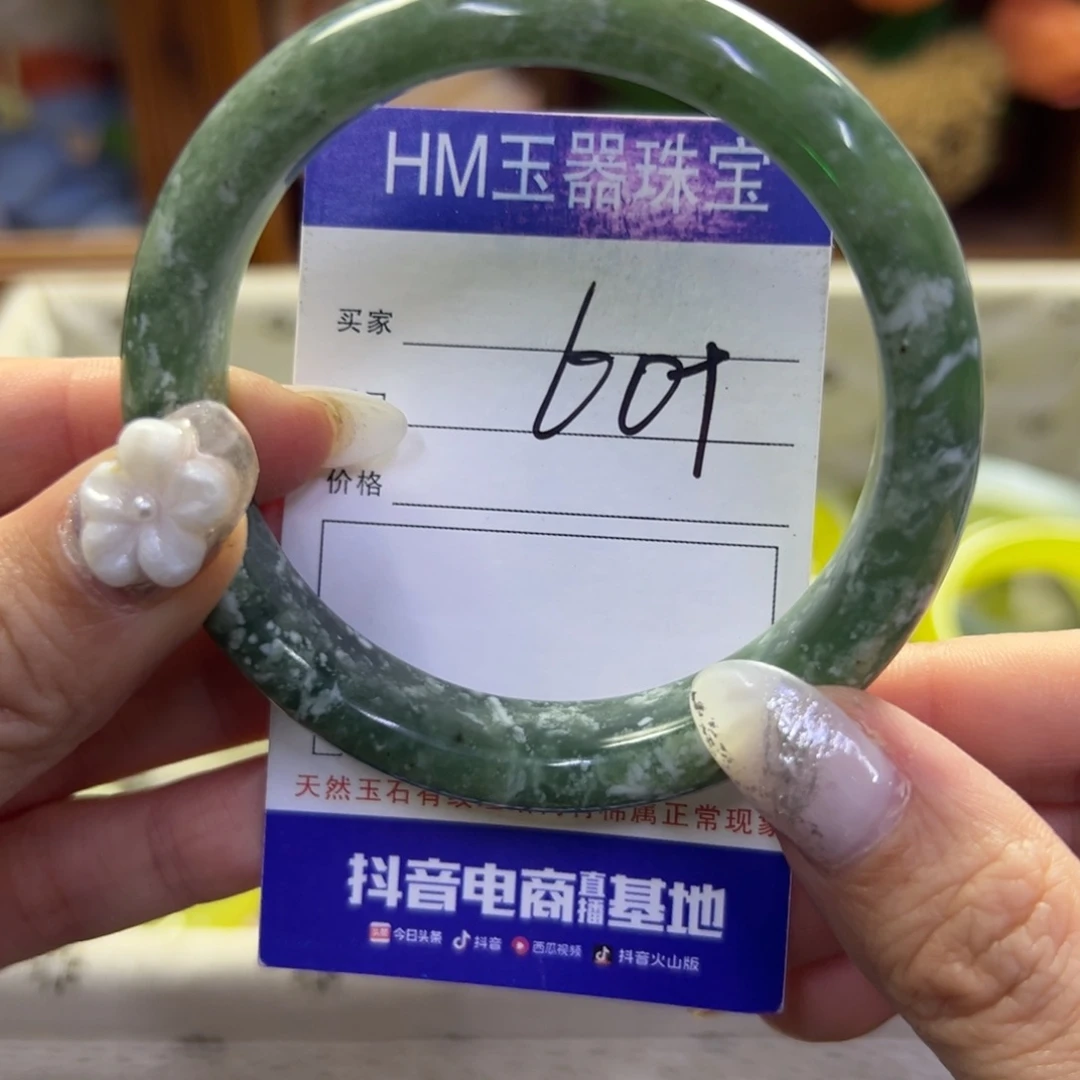 HM玉器珠宝
买家
价格
天然玉石有
属正常现象
抖音电商直播基地
今日头条 抖音 西瓜视频 抖音火山版